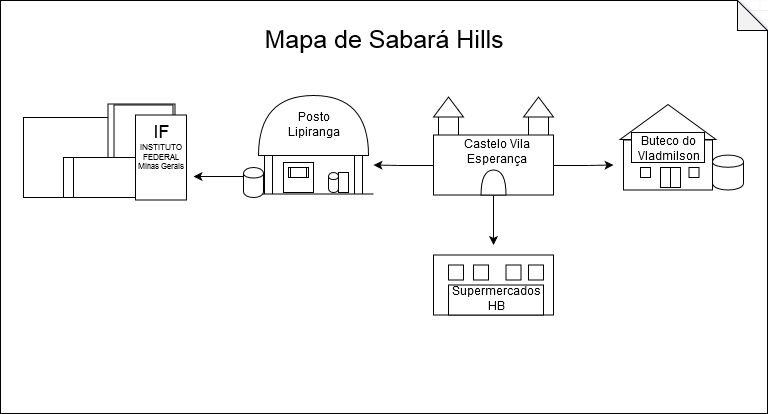 Mapa de Sabará Hills
IF
INSTITUTO
FEDERAL
Minas Gerais
Posto
Lipiranga
Castelo Vila
Esperança
Buteco do
Vladmilson
Supermercados
HB